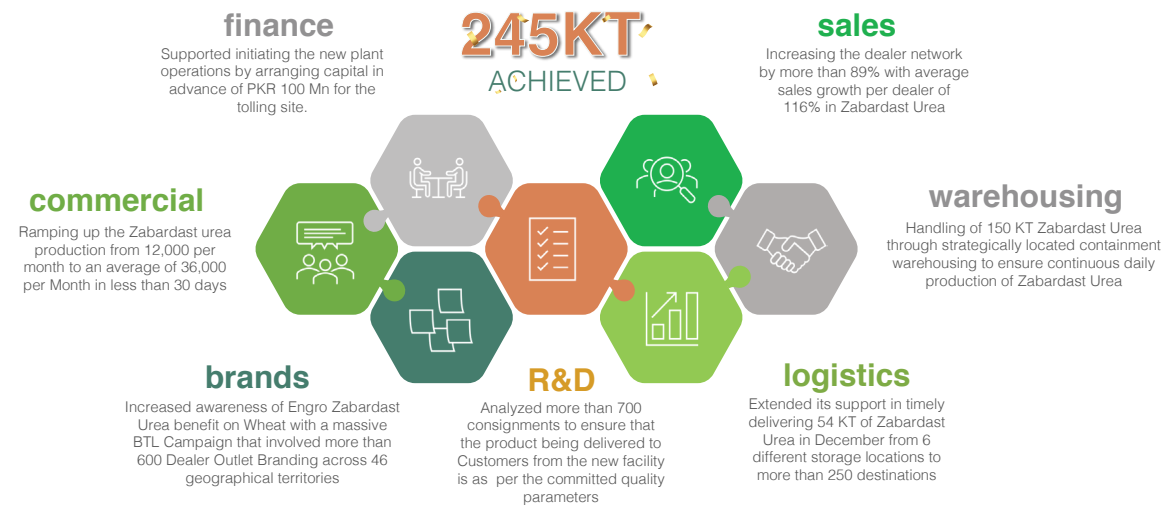 finance
Supported initiating the new plant
operations by arranging capital in
advance of PKR 100 Mn for the
tolling site.
245KT
ACHIEVED
sales
Increasing the dealer network
by more than 89% with average
sales growth per dealer of
116% in Zabardast Urea
commercial
Ramping up the Zabardast urea
production from 12,000 per
month to an average of 36,000
per Month in less than 30 days
warehousing
Handling of 150 KT Zabardast Urea
through strategically located containment
warehousing to ensure continuous daily
production of Zabardast Urea
brands
Increased awareness of Engro Zabardast
Urea benefit on Wheat with a massive
BTL Campaign that involved more than
600 Dealer Outlet Branding across 46
geographical territories
R&D
Analyzed more than 700
consignments to ensure that
the product being delivered to
Customers from the new facility
is as per the committed quality
parameters
logistics
Extended its support in timely
delivering 54 KT of Zabardast
Urea in December from 6
different storage locations to
more than 250 destinations